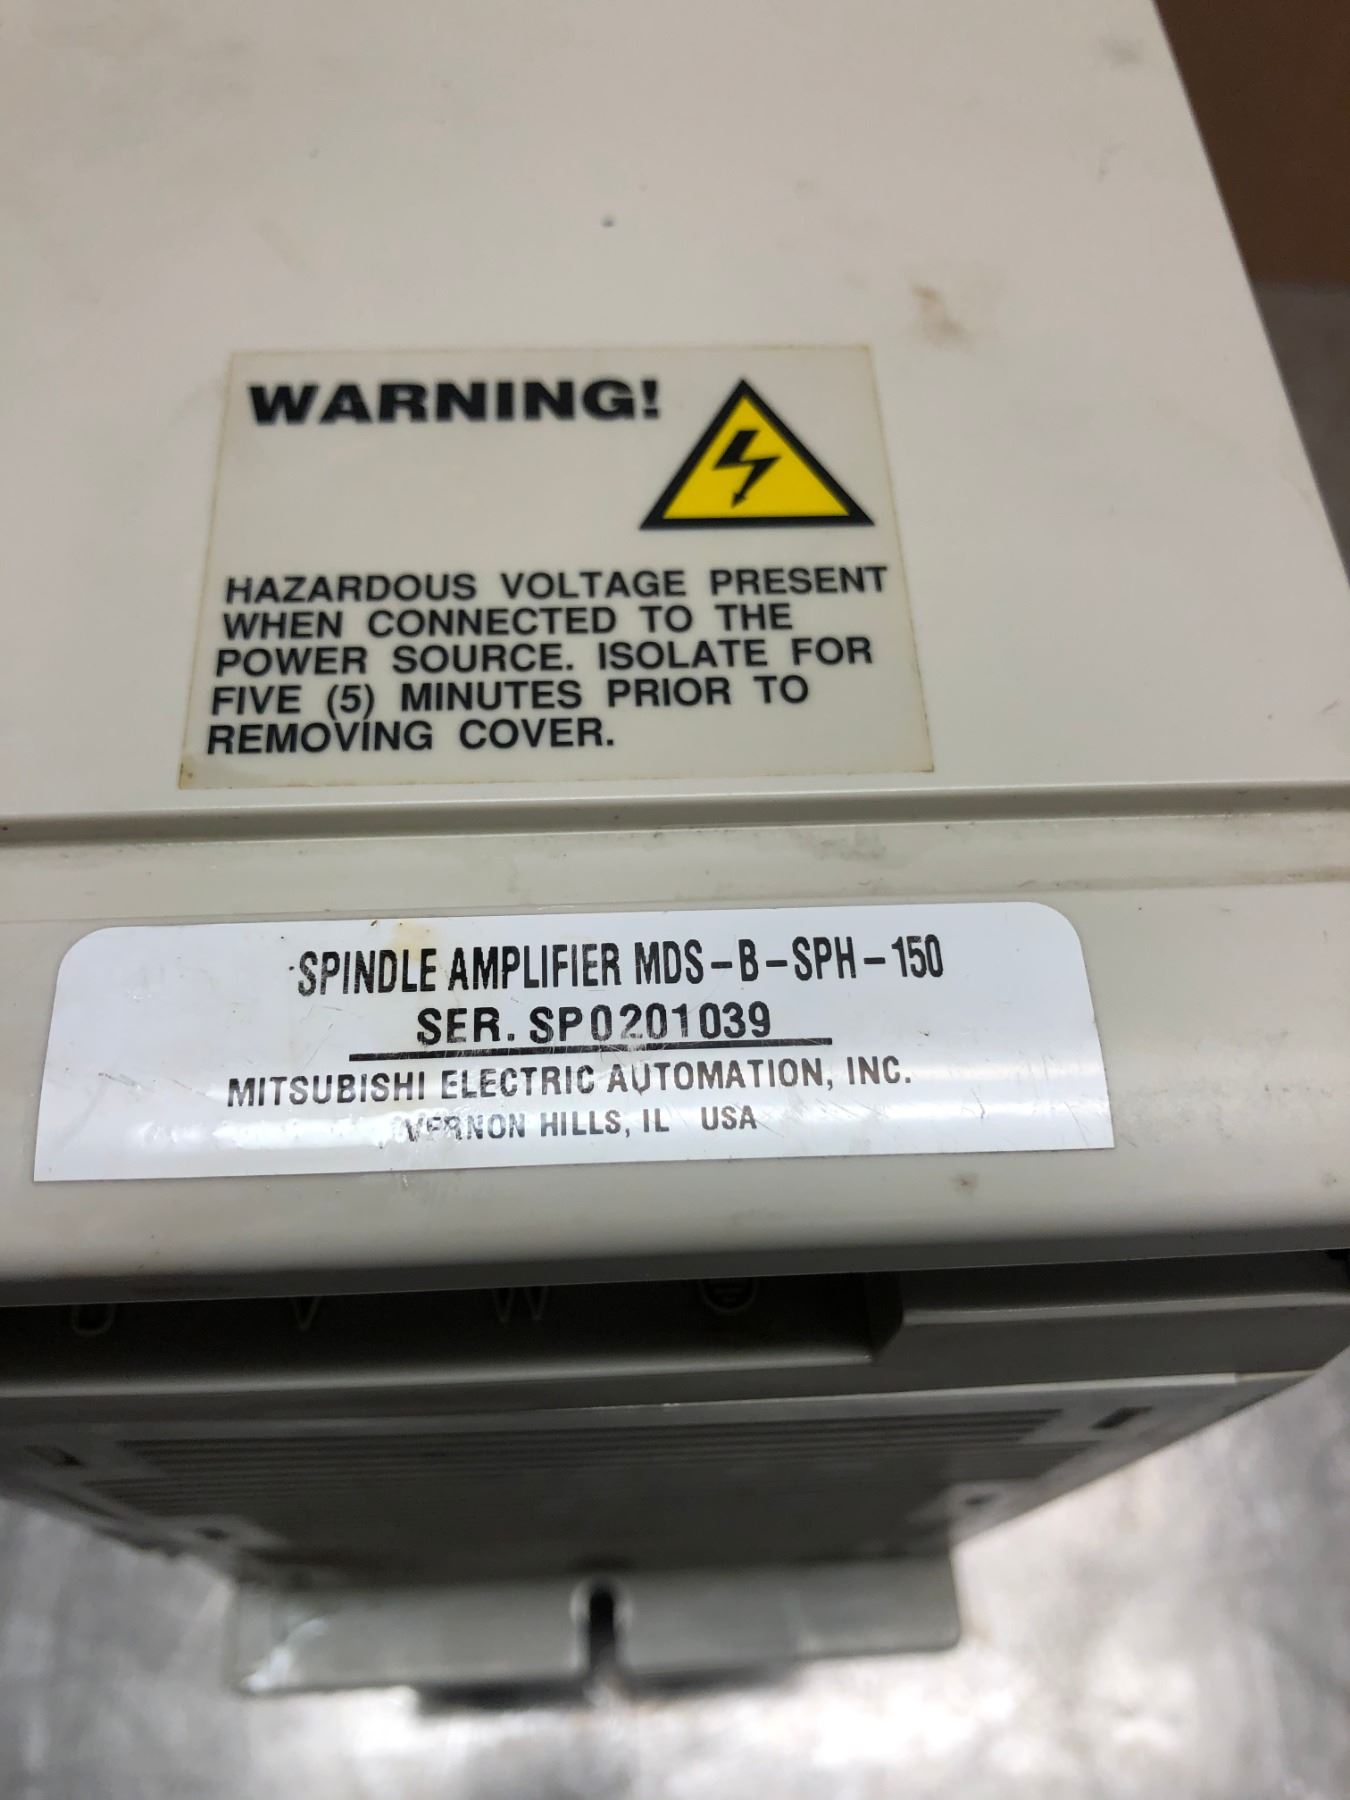 WARNING!
HAZARDOUS VOLTAGE PRESENT
WHEN CONNECTED TO THE
POWER SOURCE. ISOLATE FOR
FIVE (5) MINUTES PRIOR TO
REMOVING COVER.
SPINDLE AMPLIFIER MDS-B-SPH-150
SER. SP0201039
MITSUBISHI ELECTRIC AUTOMATION, INC.
VERNON HILLS, IL USA
U V W